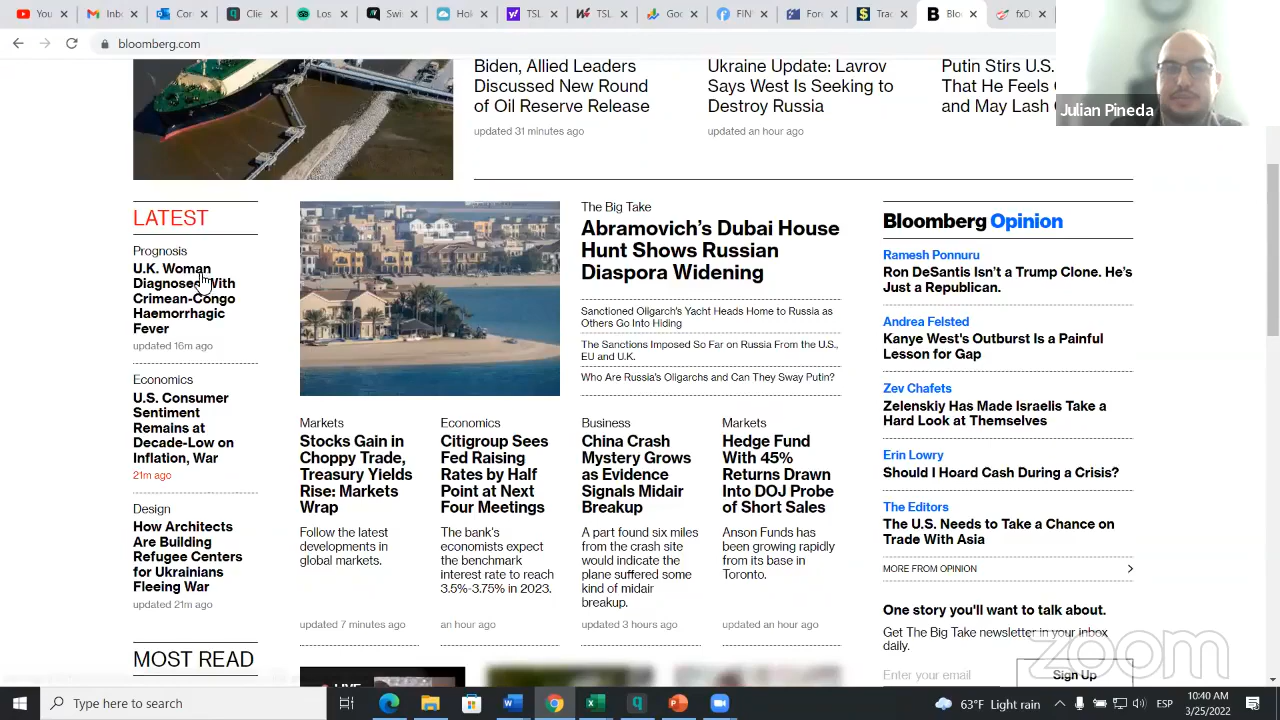 You
Inb
Cor
Clie
Los
Swi
Hok
TSL
TSL
Go
FIN
For
Trac
Blo
fxD
bloomberg.com
Julian Pineda
Biden, Allied Leaders
Discussed New Round
of Oil Reserve Release
updated 31 minutes ago
Ukraine Update: Lavrov
Says West Is Seeking to
Destroy Russia
updated an hour ago
Putin Stirs U.S.
That He Feels
and May Lash
LATEST
Prognosis
U.K. Woman
Diagnosed With
Crimean-Congo
Haemorrhagic
Fever
updated 16m ago
Economics
U.S. Consumer
Sentiment
Remains at
Decade-Low on
Inflation, War
21m ago
Design
How Architects
Are Building
Refugee Centers
for Ukrainians
Fleeing War
updated 21m ago
MOST READ
The Big Take
Abramovich's Dubai House
Hunt Shows Russian
Diaspora Widening
Sanctioned Oligarch's Yacht Heads Home to Russia as
Others Go Into Hiding
The Sanctions Imposed So Far on Russia From the U.S.,
EU and U.K.
Who Are Russia's Oligarchs and Can They Sway Putin?
Markets
Stocks Gain in
Choppy Trade,
Treasury Yields
Rise: Markets
Wrap
Follow the latest
developments in
global markets.
updated 7 minutes ago
Economics
Citigroup Sees
Fed Raising
Rates by Half
Point at Next
Four Meetings
The bank's
economists expect
the benchmark
interest rate to reach
3.5%-3.75% in 2023.
an hour ago
Business
China Crash
Mystery Grows
as Evidence
Signals Midair
Breakup
A part found six miles
from the crash site
would indicate the
plane suffered some
kind of midair
breakup.
updated 3 hours ago
Markets
Hedge Fund
With 45%
Returns Drawn
Into DOJ Probe
of Short Sales
Anson Funds has
been growing rapidly
from its base in
Toronto.
updated an hour ago
LIVE
Bloomberg Opinion
Ramesh Ponnuru
Ron DeSantis Isn't a Trump Clone. He's
Just a Republican.
Andrea Felsted
Kanye West's Outburst Is a Painful
Lesson for Gap
Zev Chafets
Zelenskiy Has Made Israelis Take a
Hard Look at Themselves
Erin Lowry
Should I Hoard Cash During a Crisis?
The Editors
The U.S. Needs to Take a Chance on
Trade With Asia
MORE FROM OPINION
One story you'll want to talk about.
Get The Big Take newsletter in your inbox
daily.
Enter your email
Sign Up
zoom
Type here to search
63°F Light rain
ESP
10:40 AM
3/25/2022